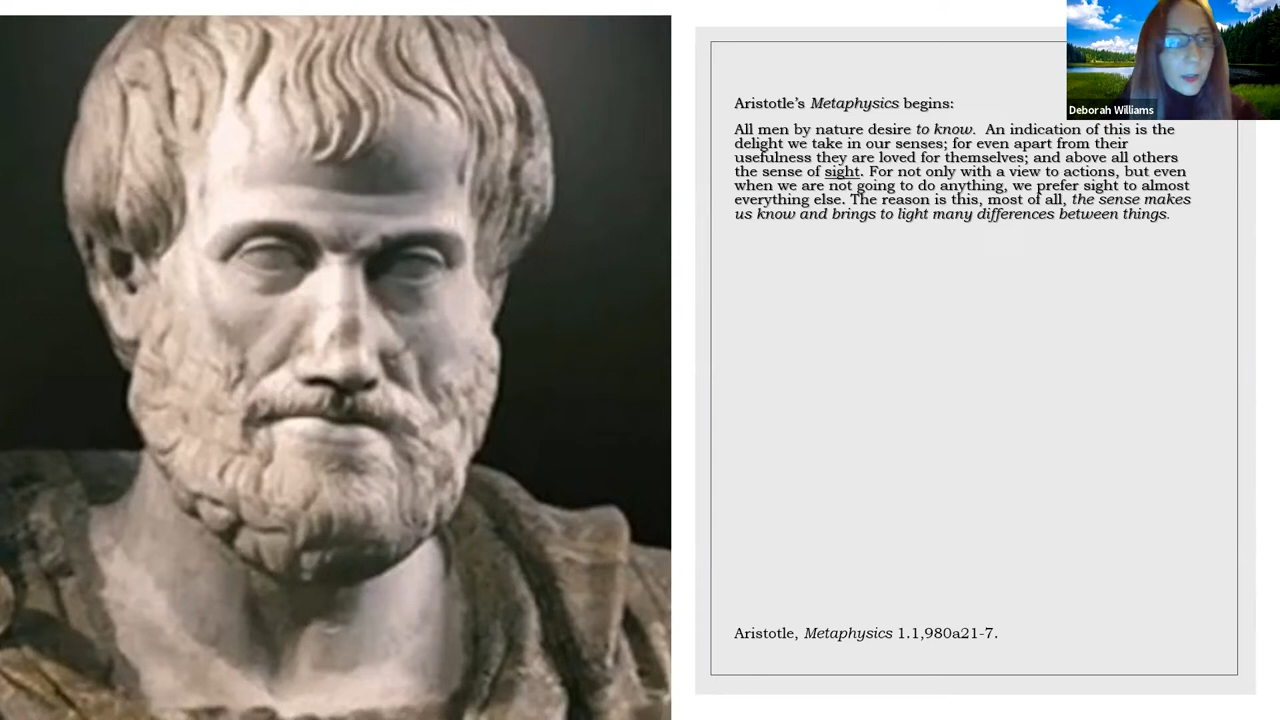 Deborah Williams
Aristotle’s Metaphysics begins:
All men by nature desire to know.  An indication of this is the
delight we take in our senses; for even apart from their
usefulness they are loved for themselves; and above all others
the sense of sight. For not only with a view to actions, but even
when we are not going to do anything, we prefer sight to almost
everything else. The reason is this, most of all, the sense makes
us know and brings to light many differences between things.
Aristotle, Metaphysics 1.1,980a21-7.